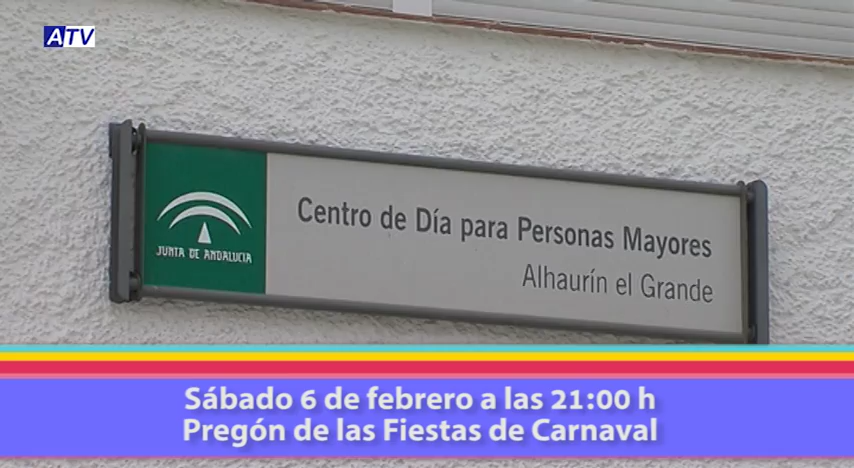 ATV
JUNTA DE ANDALUCIA
Centro de Día para Personas Mayores
Alhaurín el Grande
Sábado 6 de febrero a las 21:00 h
Pregón de las Fiestas de Carnaval